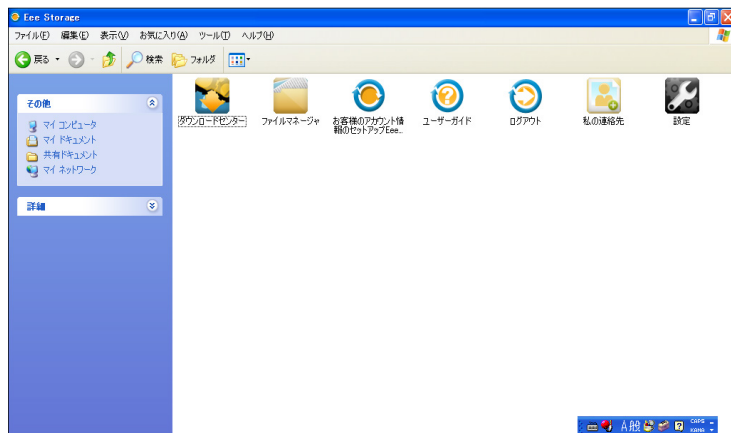 Eee Storage
ファイル(F) 編集(E) 表示(V) お気に入り(A) ツール(T) ヘルプ(H)
戻る 検索 フォルダ
その他
マイ コンピュータ
マイ ドキュメント
共有ドキュメント
マイ ネットワーク
詳細
ダウンロードセンター
ファイルマネージャ
お客様のアカウント情
報のセットアップEee...
ユーザーガイド
ログアウト
私の連絡先
設定
A 般
CAPS
KANA